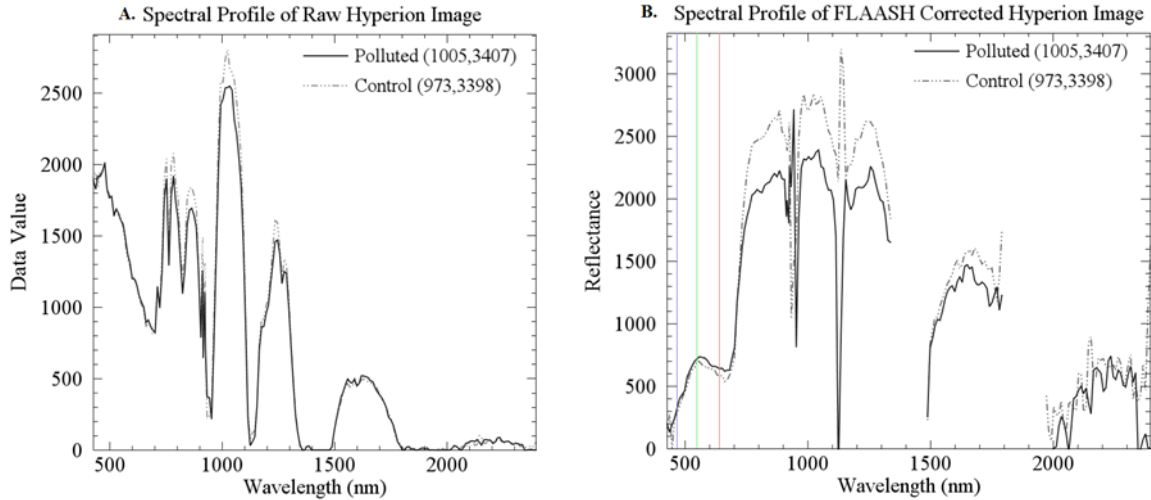 A. Spectral Profile of Raw Hyperion Image
Polluted (1005,3407)
Control (973,3398)
2500
2000
1500
1000
500
0
Data Value
500 1000 1500 2000
Wavelength (nm)
B. Spectral Profile of FLAASH Corrected Hyperion Image
Polluted (1005,3407)
Control (973,3398)
3000
2500
2000
1500
1000
500
0
Reflectance
500 1000 1500 2000
Wavelength (nm)